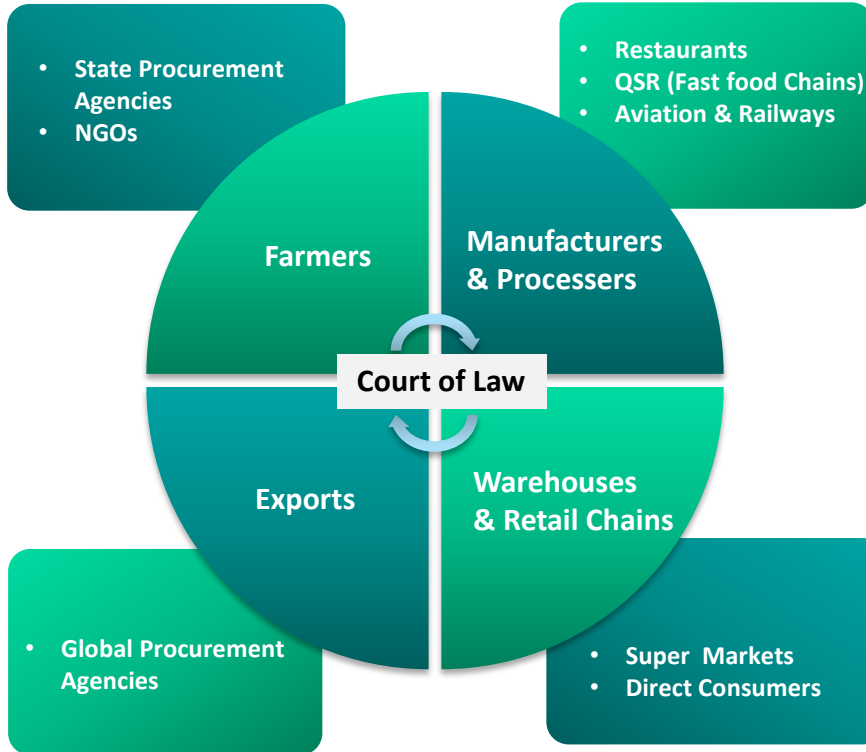 • State Procurement
Agencies
• NGOs
• Restaurants
• QSR (Fast food Chains)
• Aviation & Railways
Farmers
Manufacturers
& Processers
Court of Law
Exports
Warehouses
& Retail Chains
• Global Procurement
Agencies
• Super Markets
• Direct Consumers